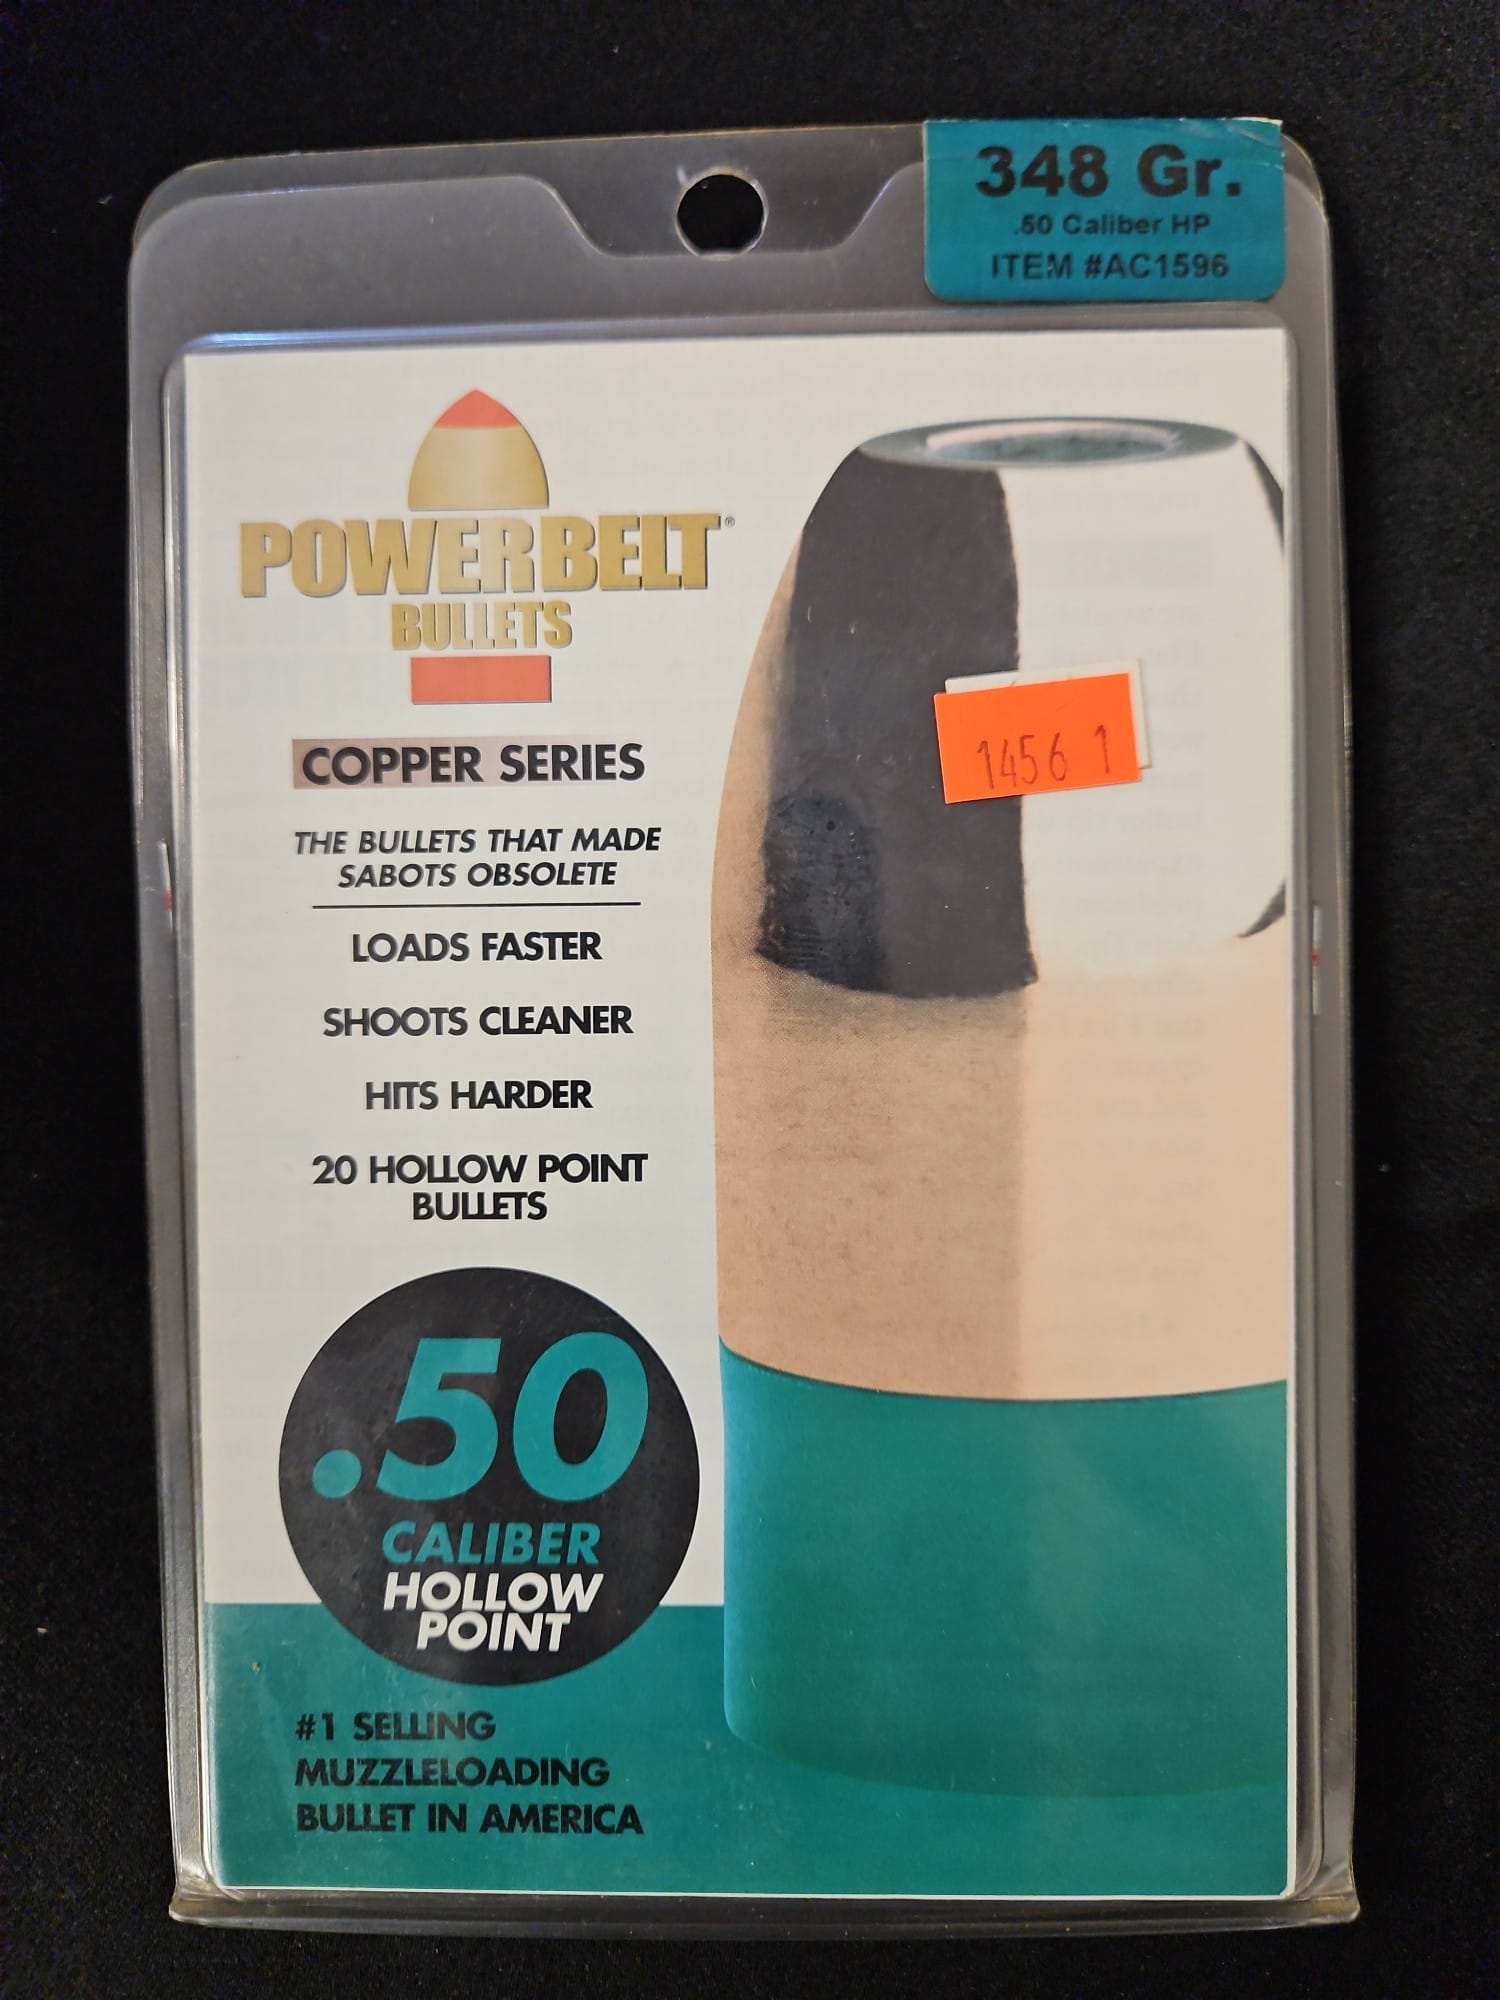 348 Gr.
.50 Caliber HP
ITEM #AC1596
POWERBELT®
BULLETS
COPPER SERIES
THE BULLETS THAT MADE
SABOTS OBSOLETE
LOADS FASTER
SHOOTS CLEANER
HITS HARDER
20 HOLLOW POINT
BULLETS
1456 1
.50
CALIBER
HOLLOW
POINT
#1 SELLING
MUZZLELOADING
BULLET IN AMERICA